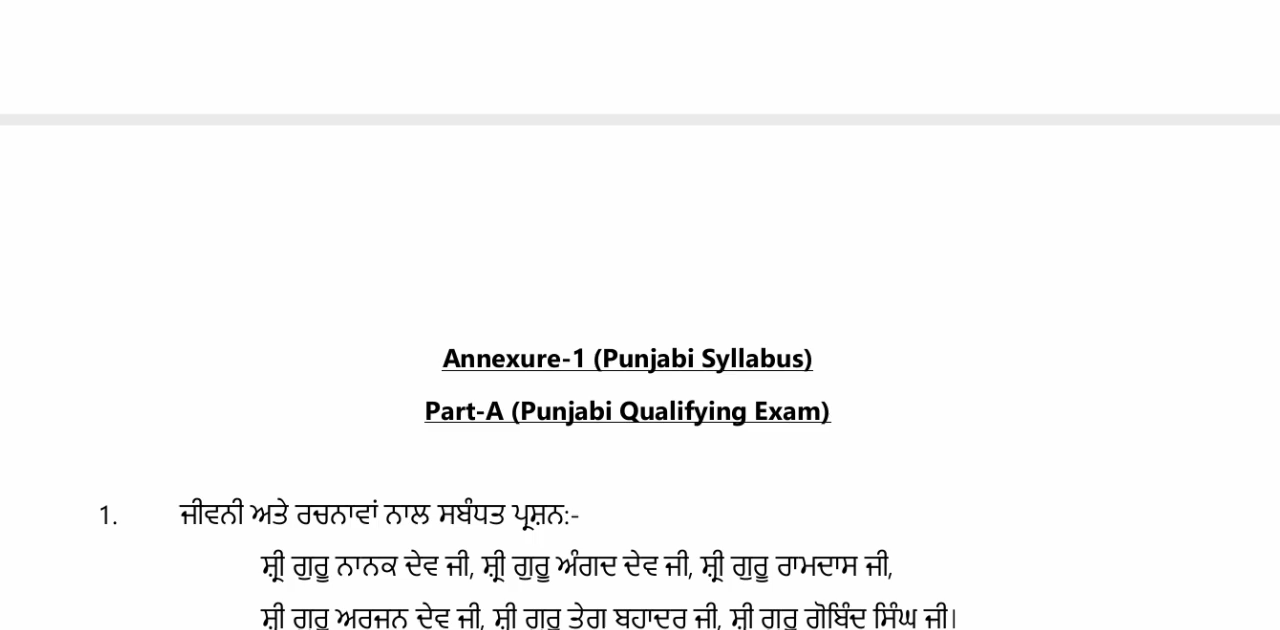 Annexure-1 (Punjabi Syllabus)
Part-A (Punjabi Qualifying Exam)
1. ਜੀਵਨੀ ਅਤੇ ਰਚਨਾਵਾਂ ਨਾਲ ਸਬੰਧਤ ਪ੍ਰਸ਼ਨ:-
ਸ਼੍ਰੀ ਗੁਰੂ ਨਾਨਕ ਦੇਵ ਜੀ, ਸ਼੍ਰੀ ਗੁਰੂ ਅੰਗਦ ਦੇਵ ਜੀ, ਸ਼੍ਰੀ ਗੁਰੂ ਰਾਮਦਾਸ ਜੀ,
ਸ਼੍ਰੀ ਗੁਰੂ ਅਰਜਨ ਦੇਵ ਜੀ, ਸ਼੍ਰੀ ਗੁਰੂ ਤੇਗ ਬਹਾਦਰ ਜੀ, ਸ਼੍ਰੀ ਗੁਰੂ ਗੋਬਿੰਦ ਸਿੰਘ ਜੀ।